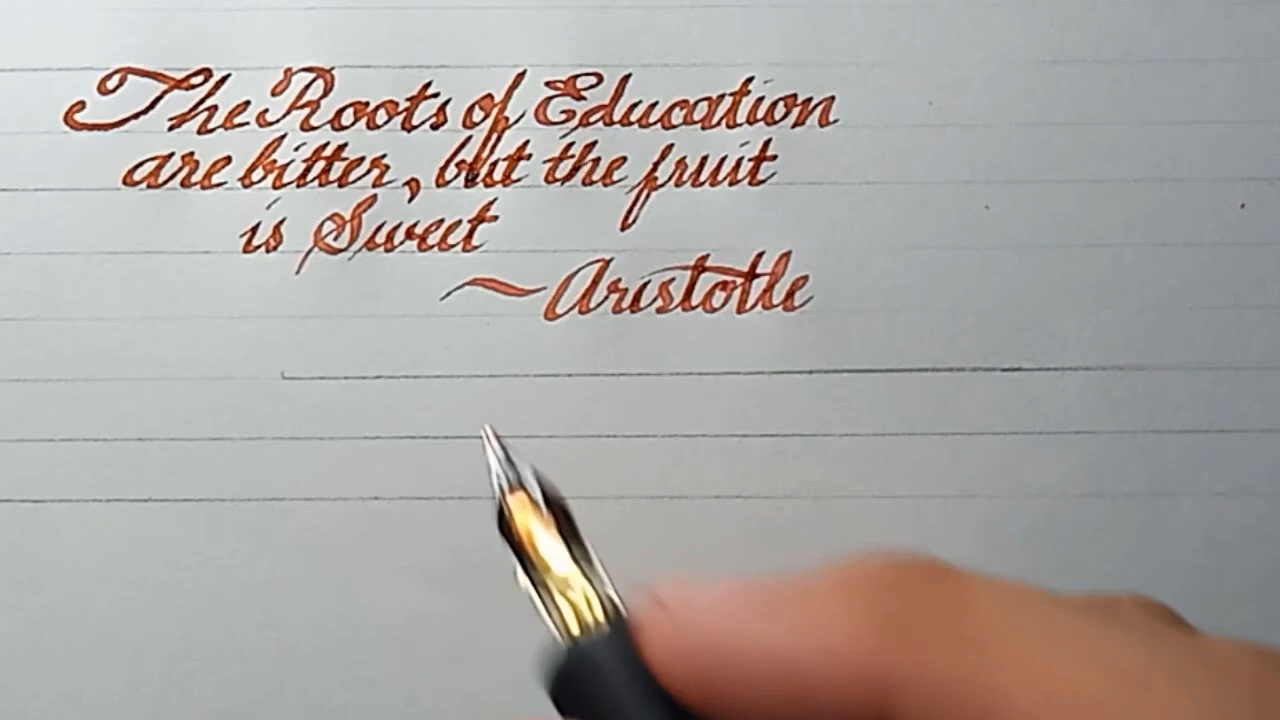 The Roots of Education
are bitter, but the fruit
is Sweet
~Aristotle